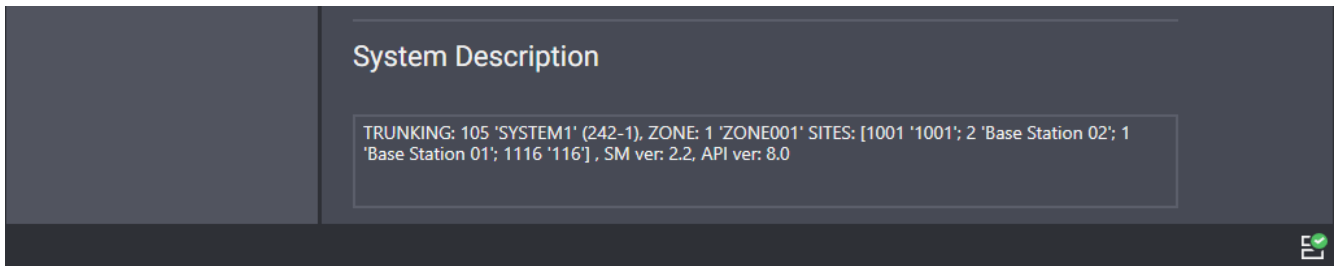 System Description
TRUNKING: 105 'SYSTEM1' (242-1), ZONE: 1 'ZONE001' SITES: [1001 '1001'; 2 'Base Station 02'; 1
'Base Station 01'; 1116 '116'] , SM ver: 2.2, API ver: 8.0